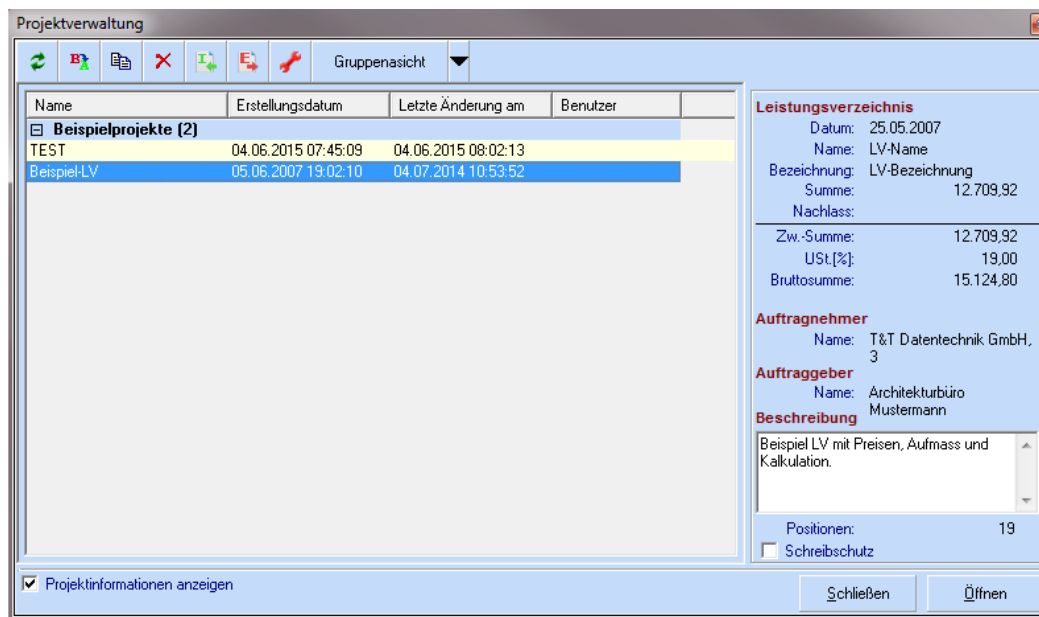 Projektverwaltung
Gruppenansicht
Name Erstellungsdatum Letzte Änderung am Benutzer
Beispielprojekte (2)
TEST 04.06.2015 07:45:09 04.06.2015 08:02:13
Beispiel-LV 05.06.2007 19:02:10 04.07.2014 10:53:52
Leistungsverzeichnis
Datum: 25.05.2007
Name: LV-Name
Bezeichnung: LV-Bezeichnung
Summe: 12.709,92
Nachlass:
Zw.-Summe: 12.709,92
USt.[%]: 19,00
Bruttosumme: 15.124,80
Auftragnehmer
Name: T&T Datentechnik GmbH,
3
Auftraggeber
Name: Architekturbüro
Mustermann
Beschreibung
Beispiel LV mit Preisen, Aufmass und
Kalkulation.
Positionen: 19
Schreibschutz
Projektinformationen anzeigen
Schließen Öffnen